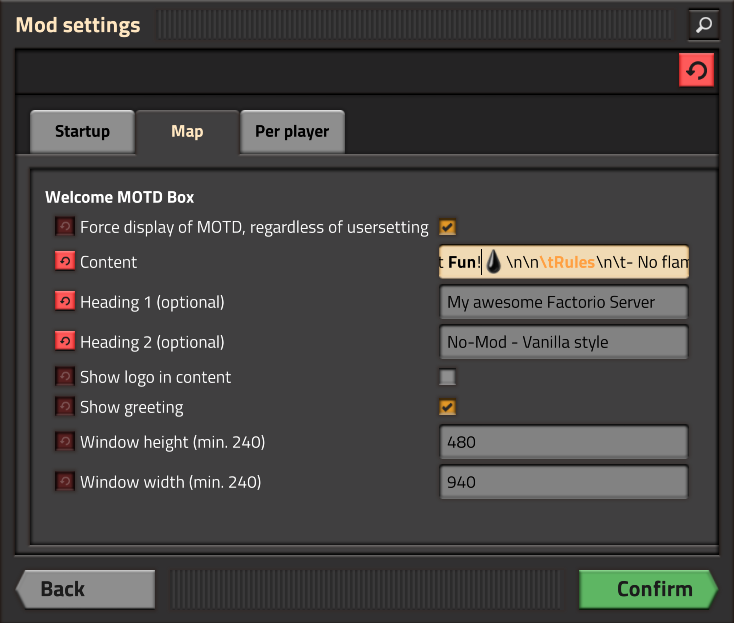 Mod settings
Startup Map Per player
Welcome MOTD Box
Force display of MOTD, regardless of usersetting
Content t Fun! \n\n\tRules\n\t- No flam
Heading 1 (optional) My awesome Factorio Server
Heading 2 (optional) No-Mod - Vanilla style
Show logo in content
Show greeting
Window height (min. 240) 480
Window width (min. 240) 940
Back Confirm